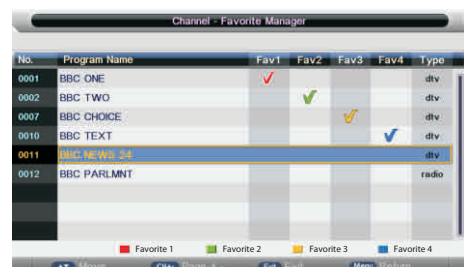 Channel - Favorite Manager
No. Program Name Fav1 Fav2 Fav3 Fav4 Type
0001 BBC ONE dtv
0002 BBC TWO dtv
0007 BBC CHOICE dtv
0010 BBC TEXT dtv
0011 BBC NEWS 24 dtv
0012 BBC PARLMNT radio
Favorite 1 Favorite 2 Favorite 3 Favorite 4
Move Page + - Exit Exit Menu Return